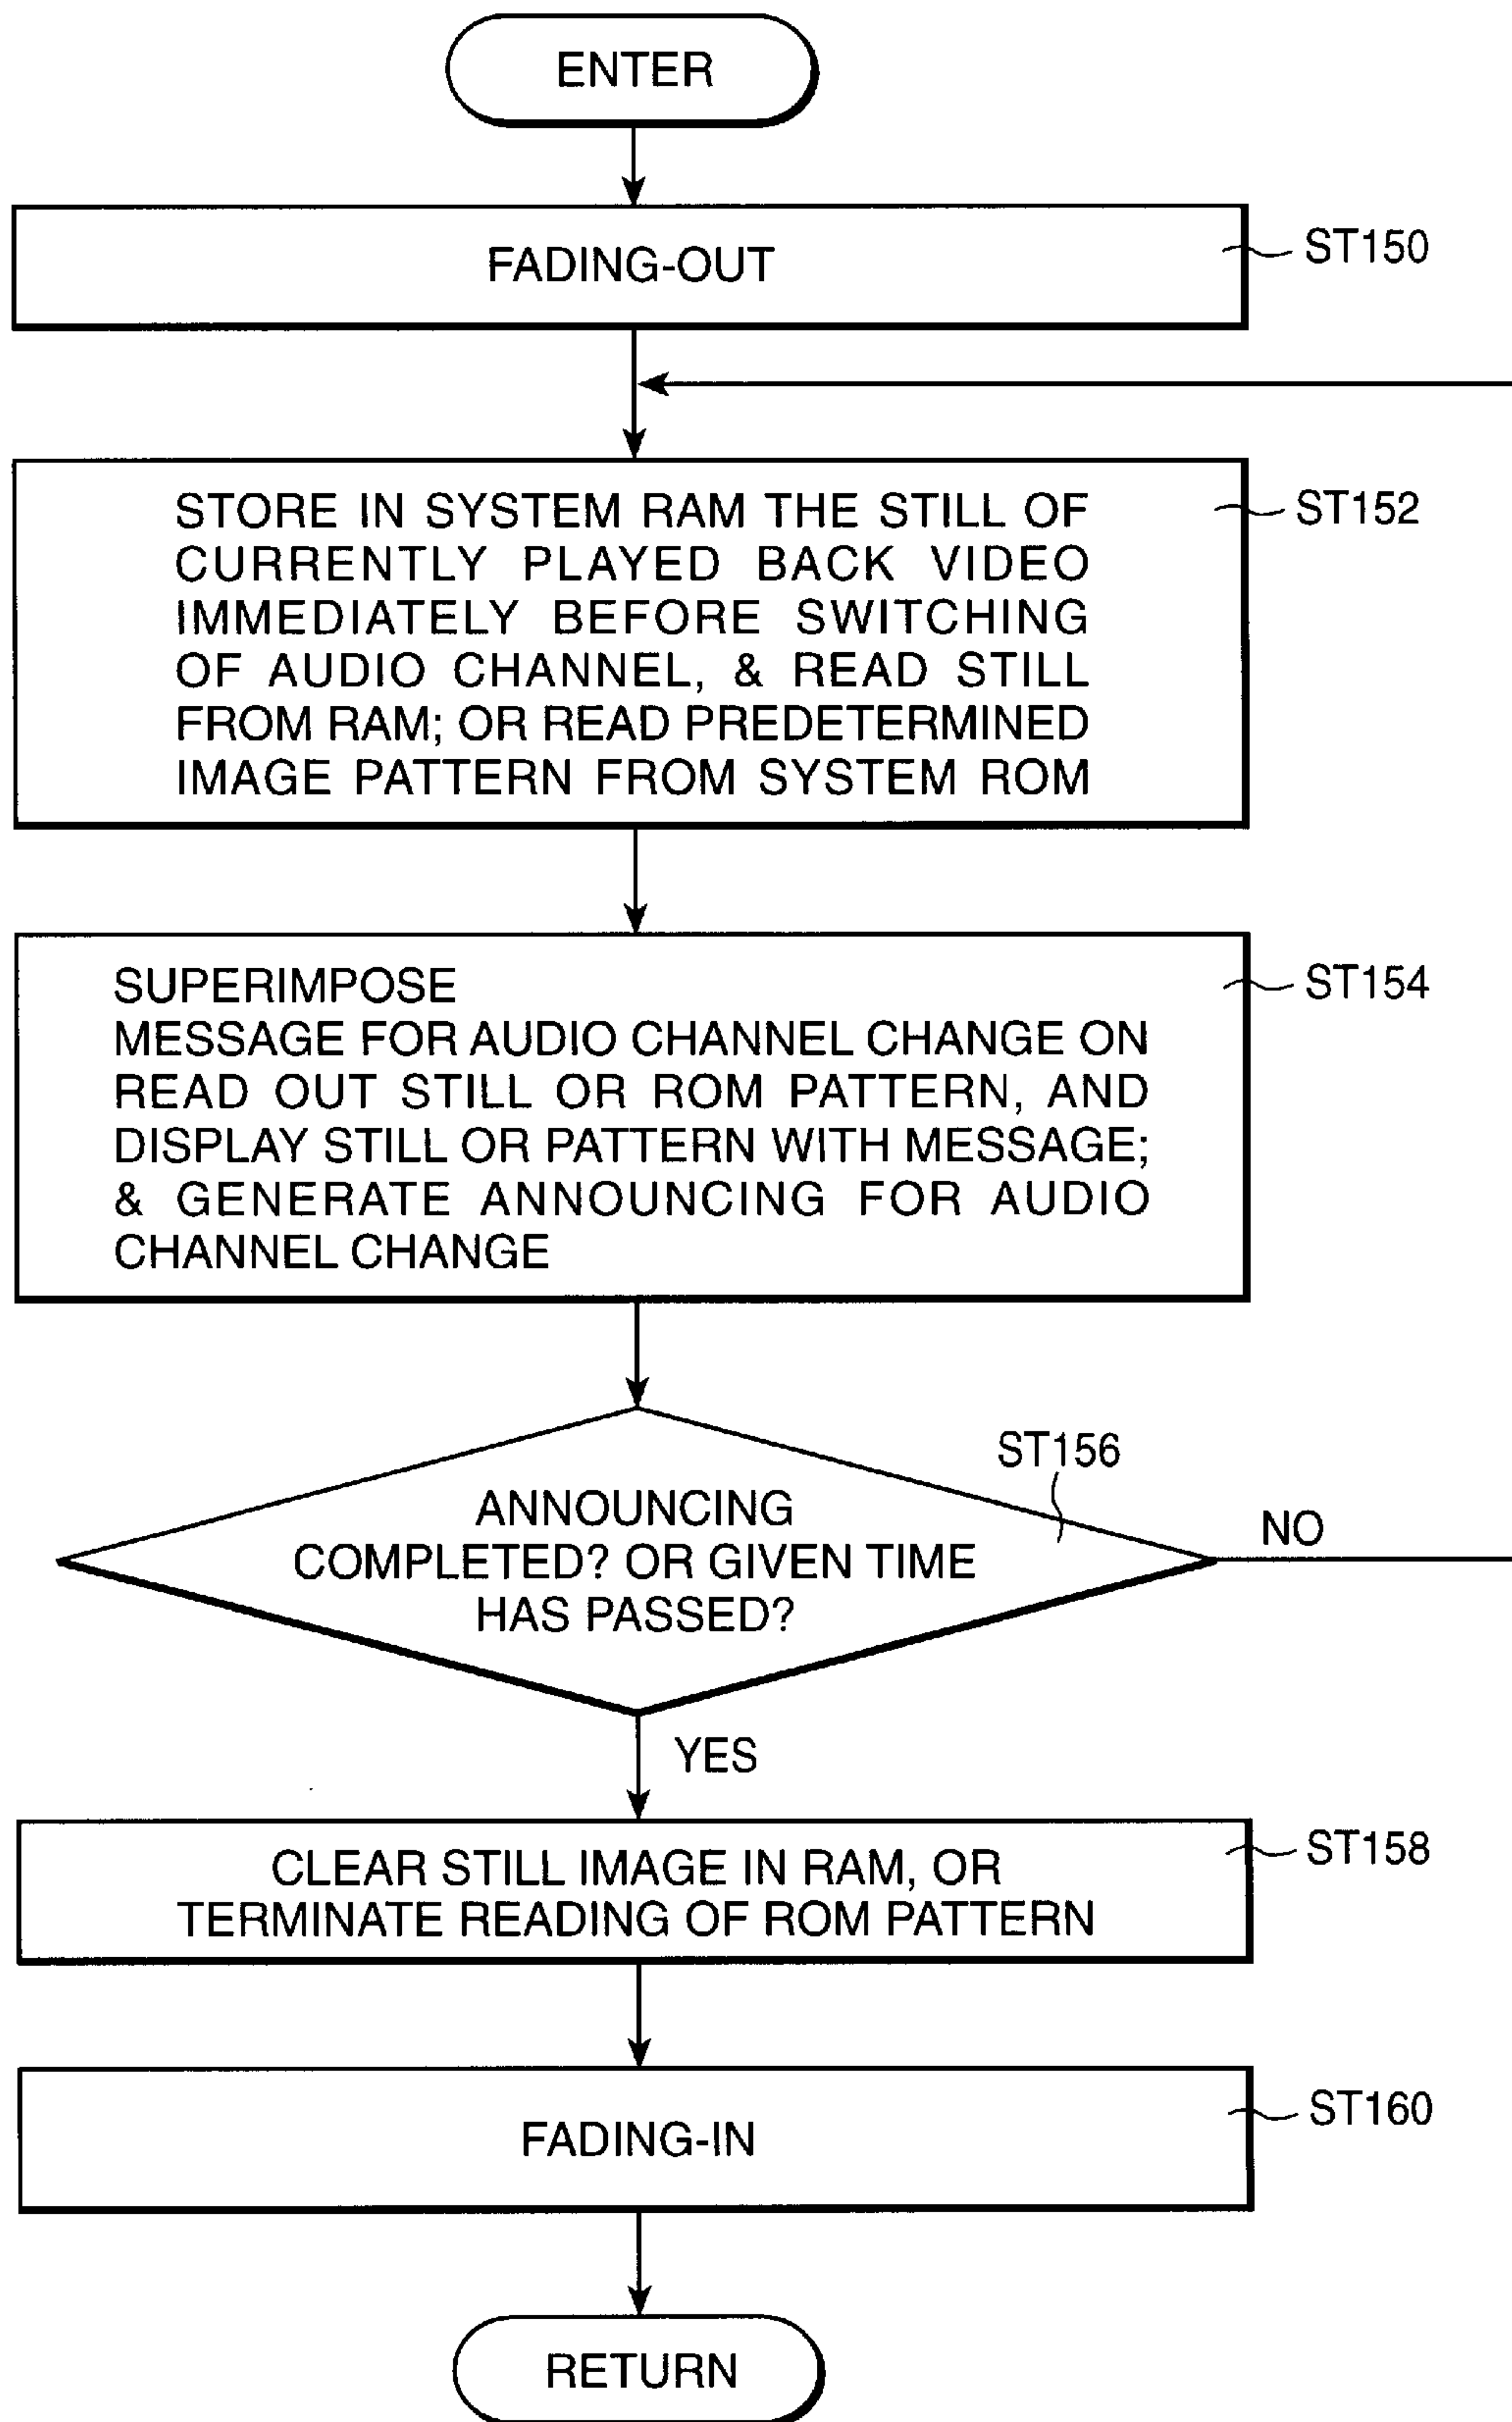 ENTER
FADING-OUT
ST150
STORE IN SYSTEM RAM THE STILL OF
CURRENTLY PLAYED BACK VIDEO
IMMEDIATELY BEFORE SWITCHING
OF AUDIO CHANNEL, & READ STILL
FROM RAM; OR READ PREDETERMINED
IMAGE PATTERN FROM SYSTEM ROM
ST152
SUPERIMPOSE
MESSAGE FOR AUDIO CHANNEL CHANGE ON
READ OUT STILL OR ROM PATTERN, AND
DISPLAY STILL OR PATTERN WITH MESSAGE;
& GENERATE ANNOUNCING FOR AUDIO
CHANNEL CHANGE
ST154
ST156
ANNOUNCING
COMPLETED? OR GIVEN TIME
HAS PASSED?
NO
YES
CLEAR STILL IMAGE IN RAM, OR
TERMINATE READING OF ROM PATTERN
ST158
FADING-IN
ST160
RETURN